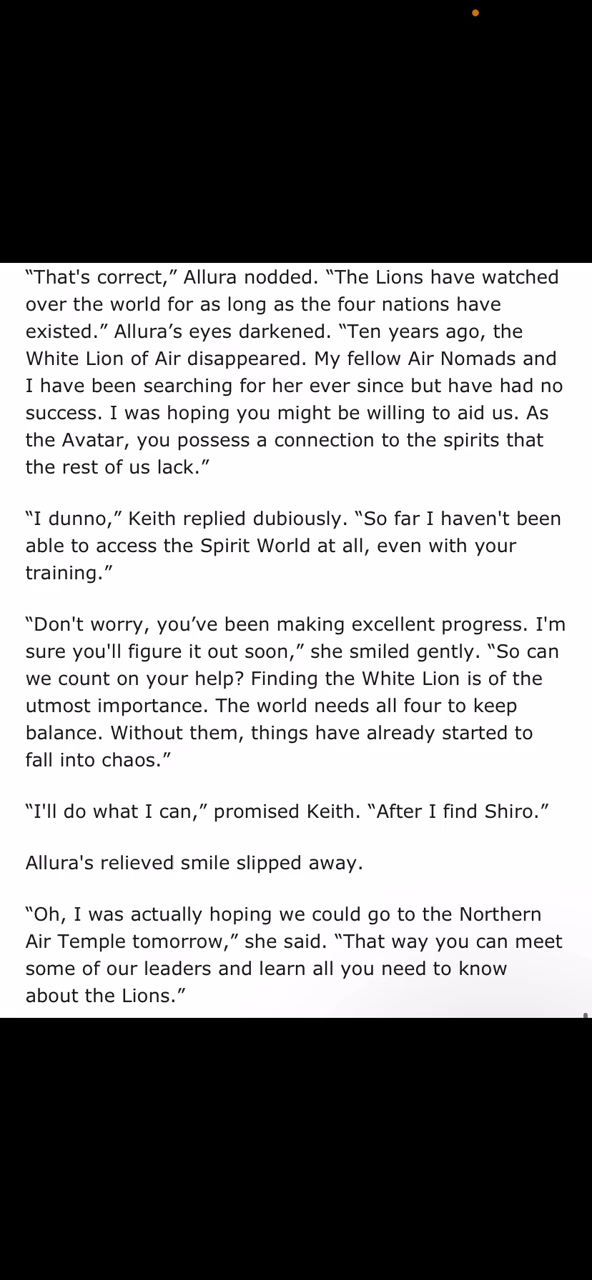 “That's correct,” Allura nodded. “The Lions have watched
over the world for as long as the four nations have
existed.” Allura’s eyes darkened. “Ten years ago, the
White Lion of Air disappeared. My fellow Air Nomads and
I have been searching for her ever since but have had no
success. I was hoping you might be willing to aid us. As
the Avatar, you possess a connection to the spirits that
the rest of us lack.”
“I dunno,” Keith replied dubiously. “So far I haven't been
able to access the Spirit World at all, even with your
training.”
“Don't worry, you’ve been making excellent progress. I'm
sure you'll figure it out soon,” she smiled gently. “So can
we count on your help? Finding the White Lion is of the
utmost importance. The world needs all four to keep
balance. Without them, things have already started to
fall into chaos.”
“I'll do what I can,” promised Keith. “After I find Shiro.”
Allura's relieved smile slipped away.
“Oh, I was actually hoping we could go to the Northern
Air Temple tomorrow,” she said. “That way you can meet
some of our leaders and learn all you need to know
about the Lions.”